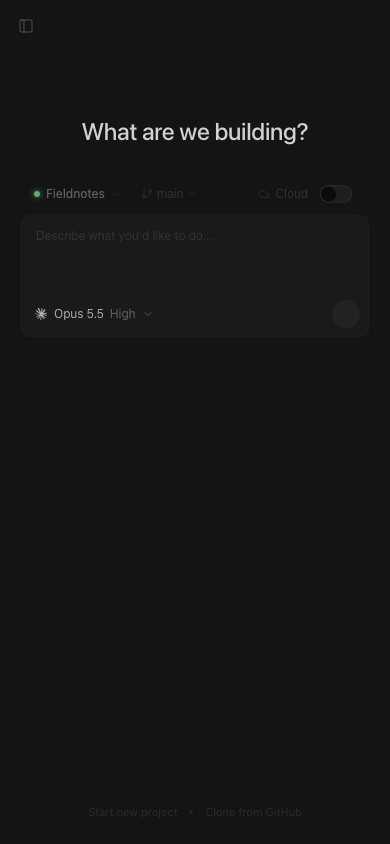 What are we building?
Fieldnotes main Cloud
Describe what you'd like to do...
Opus 5.5 High
Start new project • Clone from GitHub